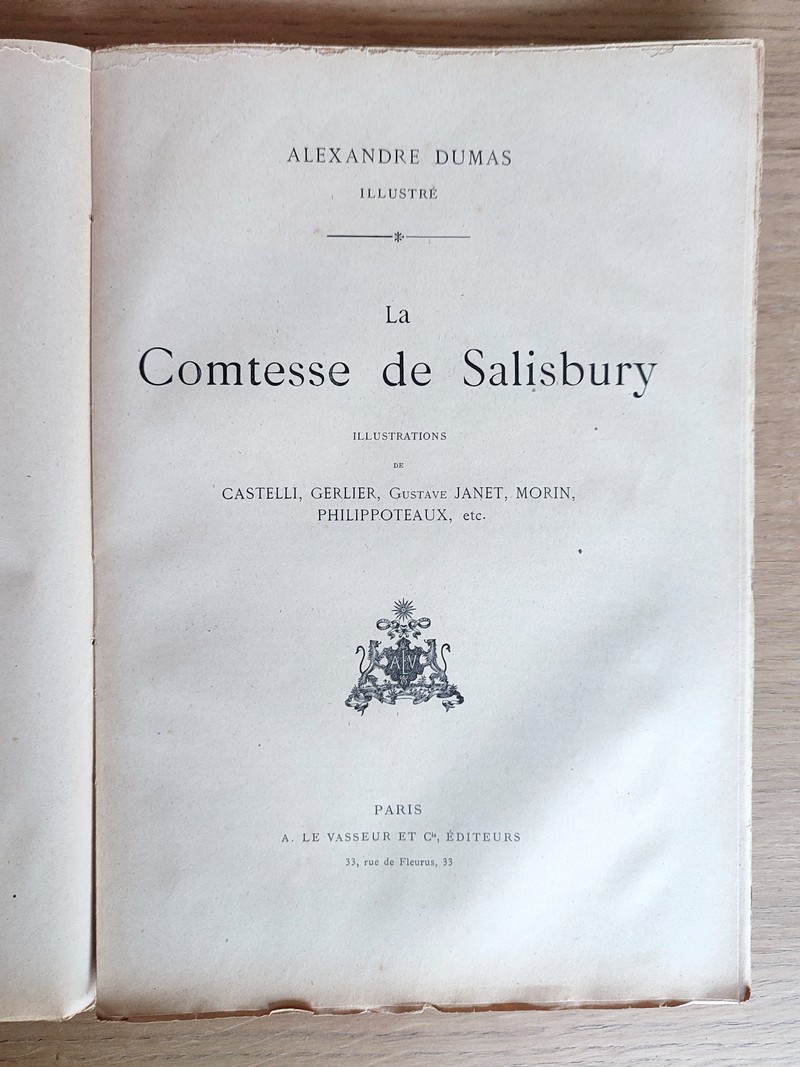 ALEXANDRE DUMAS
ILLUSTRÉ
La
Comtesse de Salisbury
ILLUSTRATIONS
DE
CASTELLI, GERLIER, GUSTAVE JANET, MORIN,
PHILIPPOTEAUX, etc.
ALV
PARIS
A. LE VASSEUR ET Cie, ÉDITEURS
33, rue de Fleurus, 33